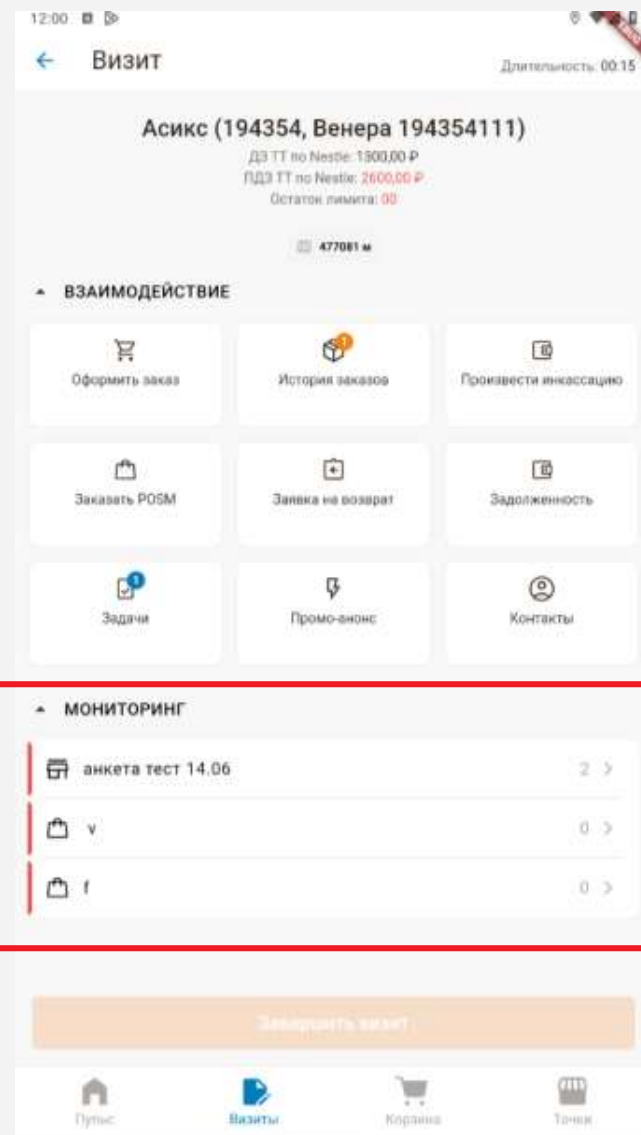 12:00
Визит
Длительность: 00:15
Асикс (194354, Венера 194354111)
ДЗ ТТ по Nestle: 1300,00 ₽
ПДЗ ТТ по Nestle: 2600,00 ₽
Остаток лимита: 00
477081 м
ВЗАИМОДЕЙСТВИЕ
Оформить заказ
1
История заказов
Произвести инкассацию
Заказать POSM
Заявка на возврат
Задолженность
1
Задачи
Промо-анонс
Контакты
МОНИТОРИНГ
анкета тест 14.06 2
v 0
f 0
Завершить визит
Пульс Визиты Корзина Точки